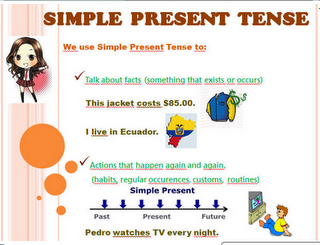 SIMPLE PRESENT TENSE
We use Simple Present Tense to:
Talk about facts (something that exists or occurs)
This jacket costs $85.00.
I live in Ecuador.
Actions that happen again and again.
(habits, regular occurences, customs, routines)
Simple Present
Past Present Future
Pedro watches TV every night.